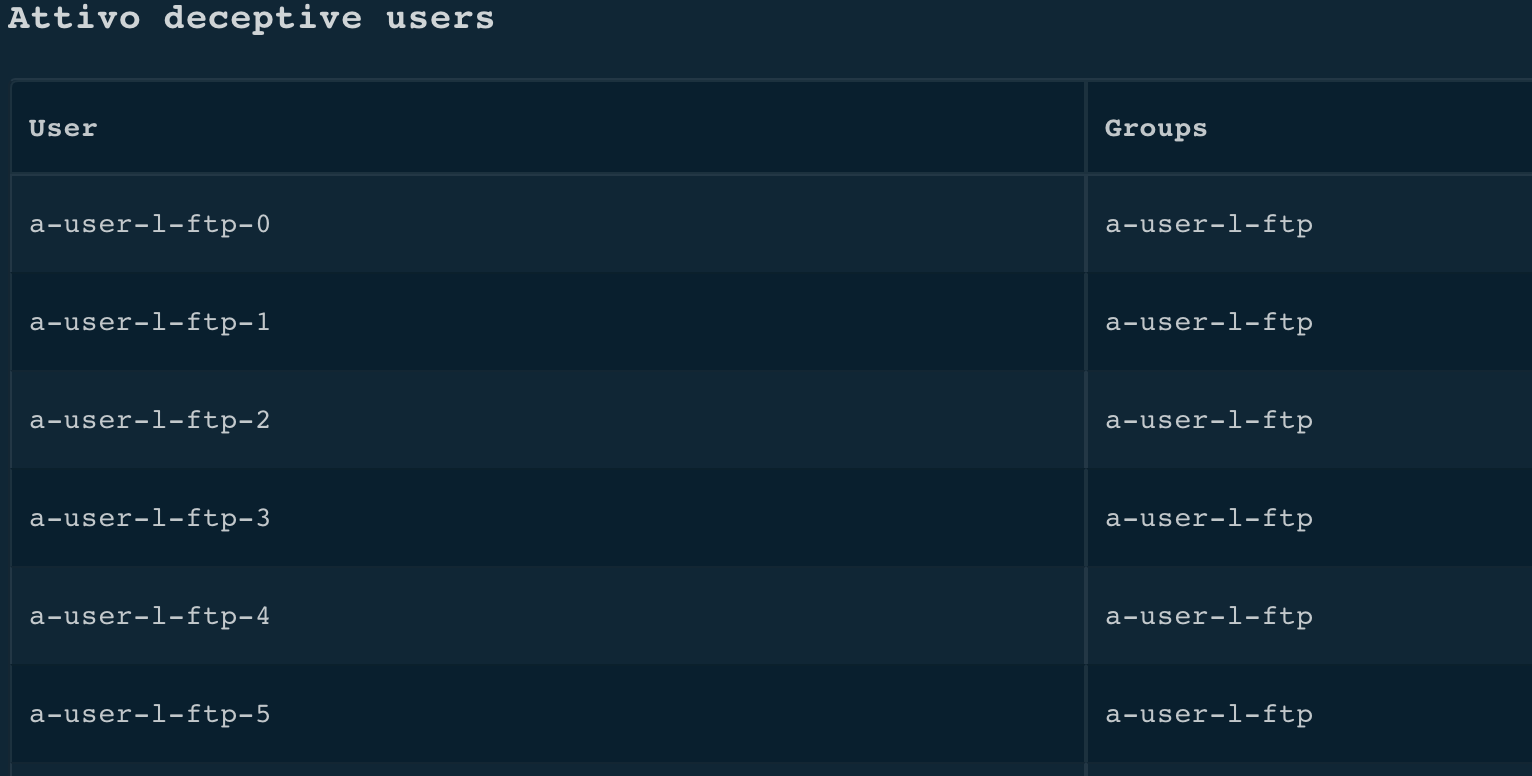 Attivo deceptive users
User Groups
a-user-l-ftp-0 a-user-l-ftp
a-user-l-ftp-1 a-user-l-ftp
a-user-l-ftp-2 a-user-l-ftp
a-user-l-ftp-3 a-user-l-ftp
a-user-l-ftp-4 a-user-l-ftp
a-user-l-ftp-5 a-user-l-ftp